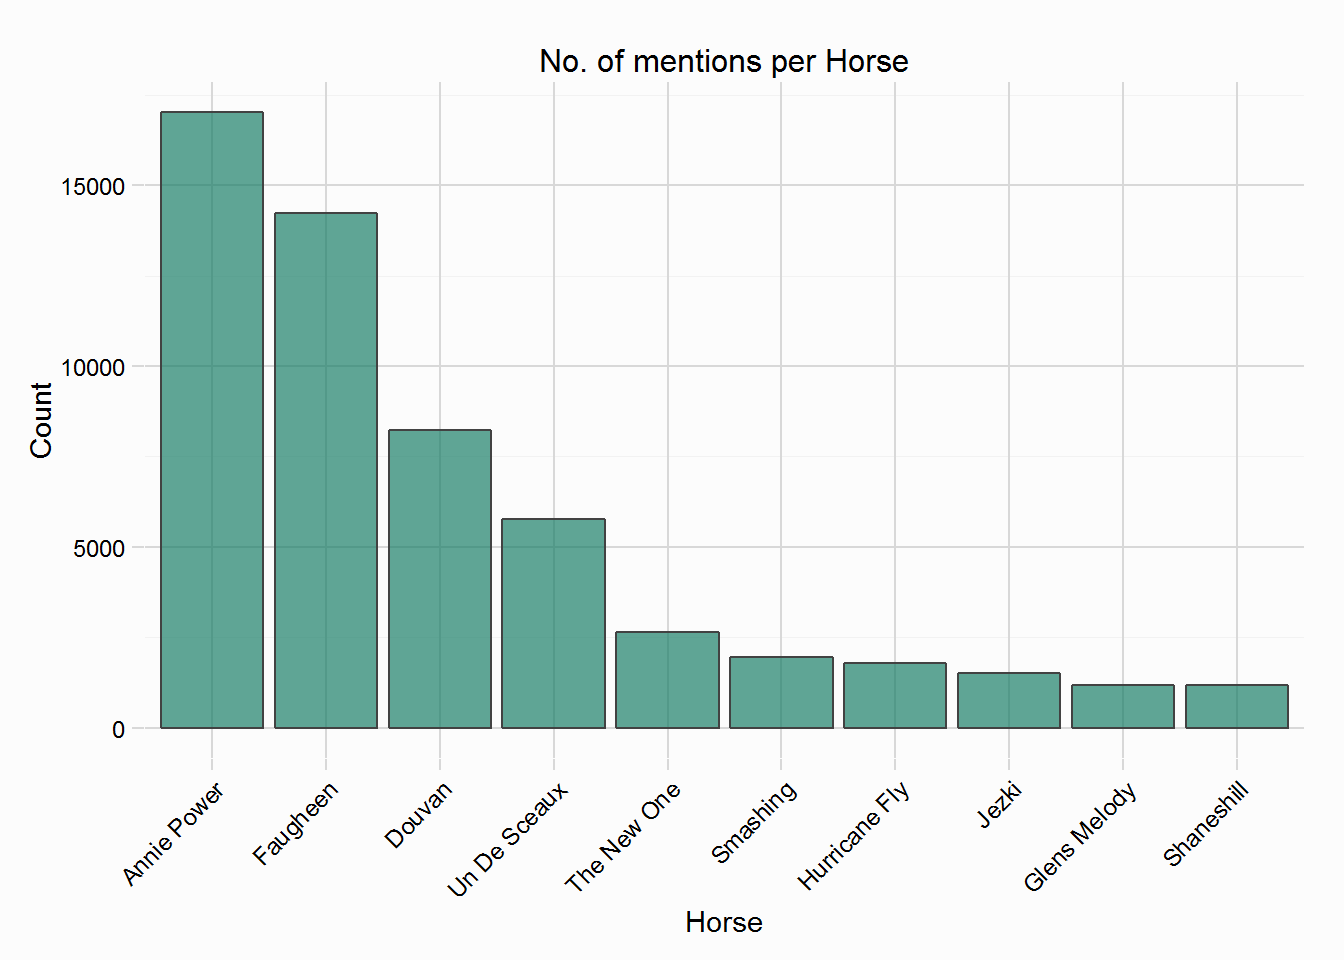 No. of mentions per Horse
Count
15000
10000
5000
0
Annie Power
Faugheen
Douvan
Un De Sceaux
The New One
Smashing
Hurricane Fly
Jezki
Glens Melody
Shaneshill
Horse